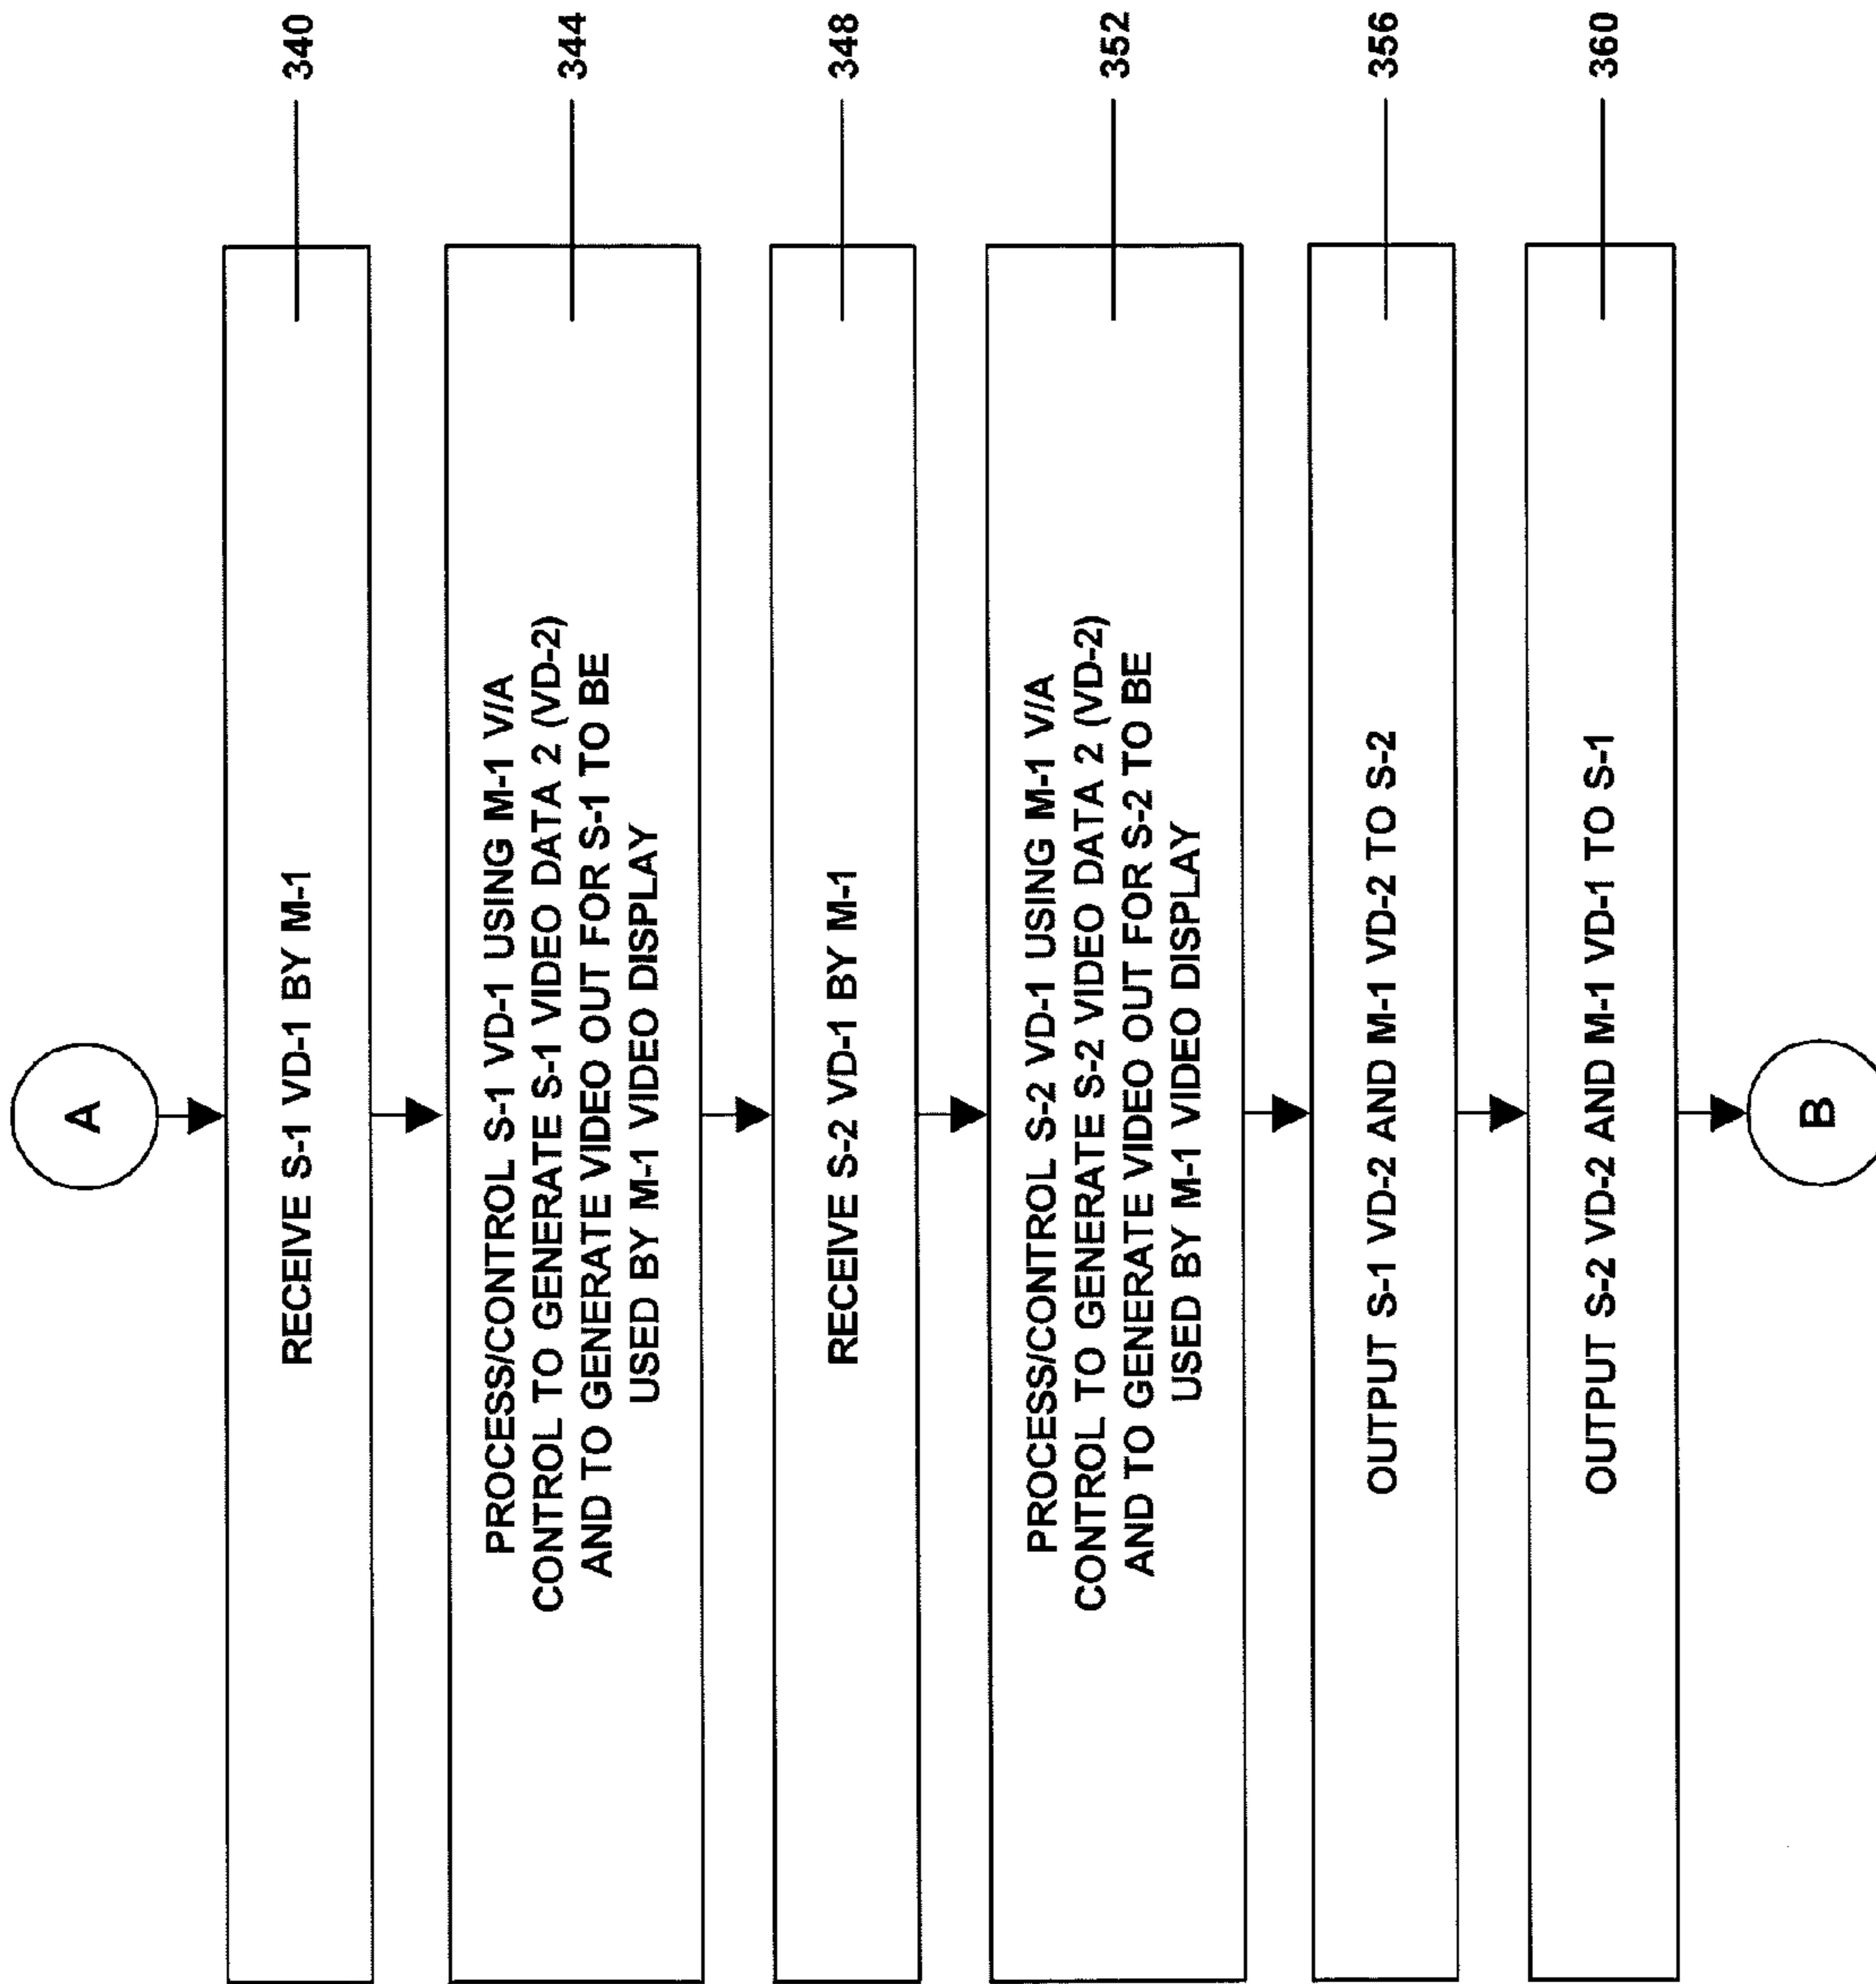 A
RECEIVE S-1 VD-1 BY M-1
340
PROCESS/CONTROL S-1 VD-1 USING M-1 V/A
CONTROL TO GENERATE S-1 VIDEO DATA 2 (VD-2)
AND TO GENERATE VIDEO OUT FOR S-1 TO BE
USED BY M-1 VIDEO DISPLAY
344
RECEIVE S-2 VD-1 BY M-1
348
PROCESS/CONTROL S-2 VD-1 USING M-1 V/A
CONTROL TO GENERATE S-2 VIDEO DATA 2 (VD-2)
AND TO GENERATE VIDEO OUT FOR S-2 TO BE
USED BY M-1 VIDEO DISPLAY
352
OUTPUT S-1 VD-2 AND M-1 VD-2 TO S-2
356
OUTPUT S-2 VD-2 AND M-1 VD-1 TO S-1
360
B